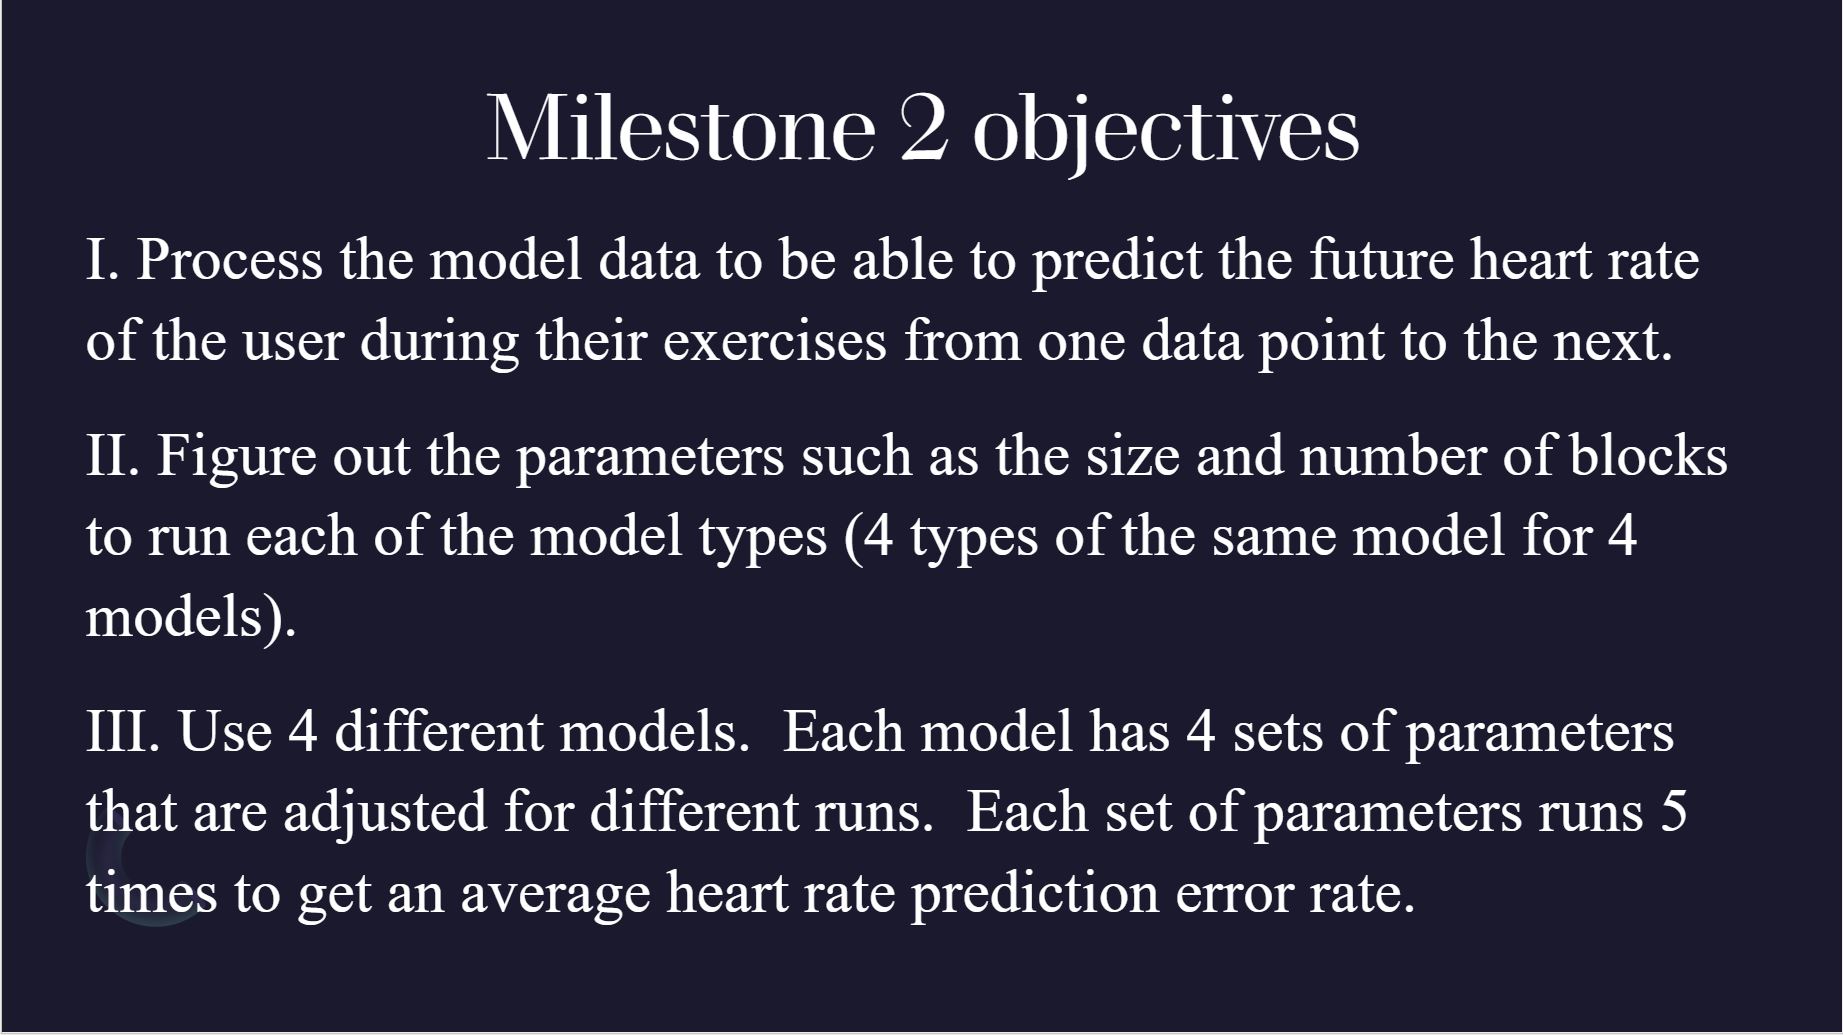 Milestone 2 objectives
I. Process the model data to be able to predict the future heart rate
of the user during their exercises from one data point to the next.
II. Figure out the parameters such as the size and number of blocks
to run each of the model types (4 types of the same model for 4
models).
III. Use 4 different models.  Each model has 4 sets of parameters
that are adjusted for different runs.  Each set of parameters runs 5
times to get an average heart rate prediction error rate.